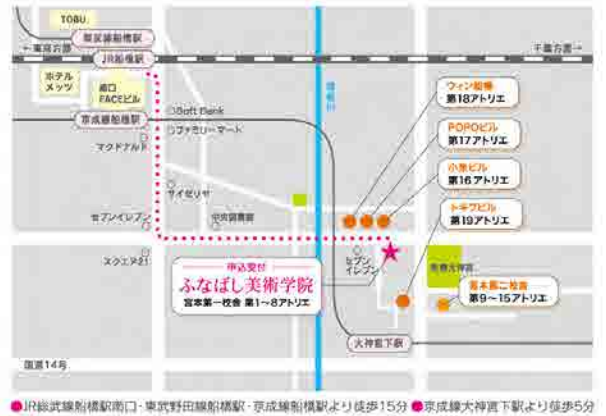 TOBU
東武線船橋駅
←東京方面
千葉方面→
JR船橋駅
ホテル
メッツ
南口
FACEビル
京成線船橋駅
Soft Bank
ファミリーマート
マクドナルド
サイゼリヤ
セブンイレブン
中央図書館
スクエア21
海老川
ウィン船橋
第18アトリエ
POPOビル
第17アトリエ
小泉ビル
第16アトリエ
トキワビル
第19アトリエ
セブン
イレブン
申込受付
ふなばし美術学院
宮本第一校舎 第1～8アトリエ
宮本第二校舎
第9～15アトリエ
大神宮下駅
国道14号
●JR総武線船橋駅南口・東武野田線船橋駅・京成線船橋駅より徒歩15分 ●京成線大神宮下駅より徒歩5分